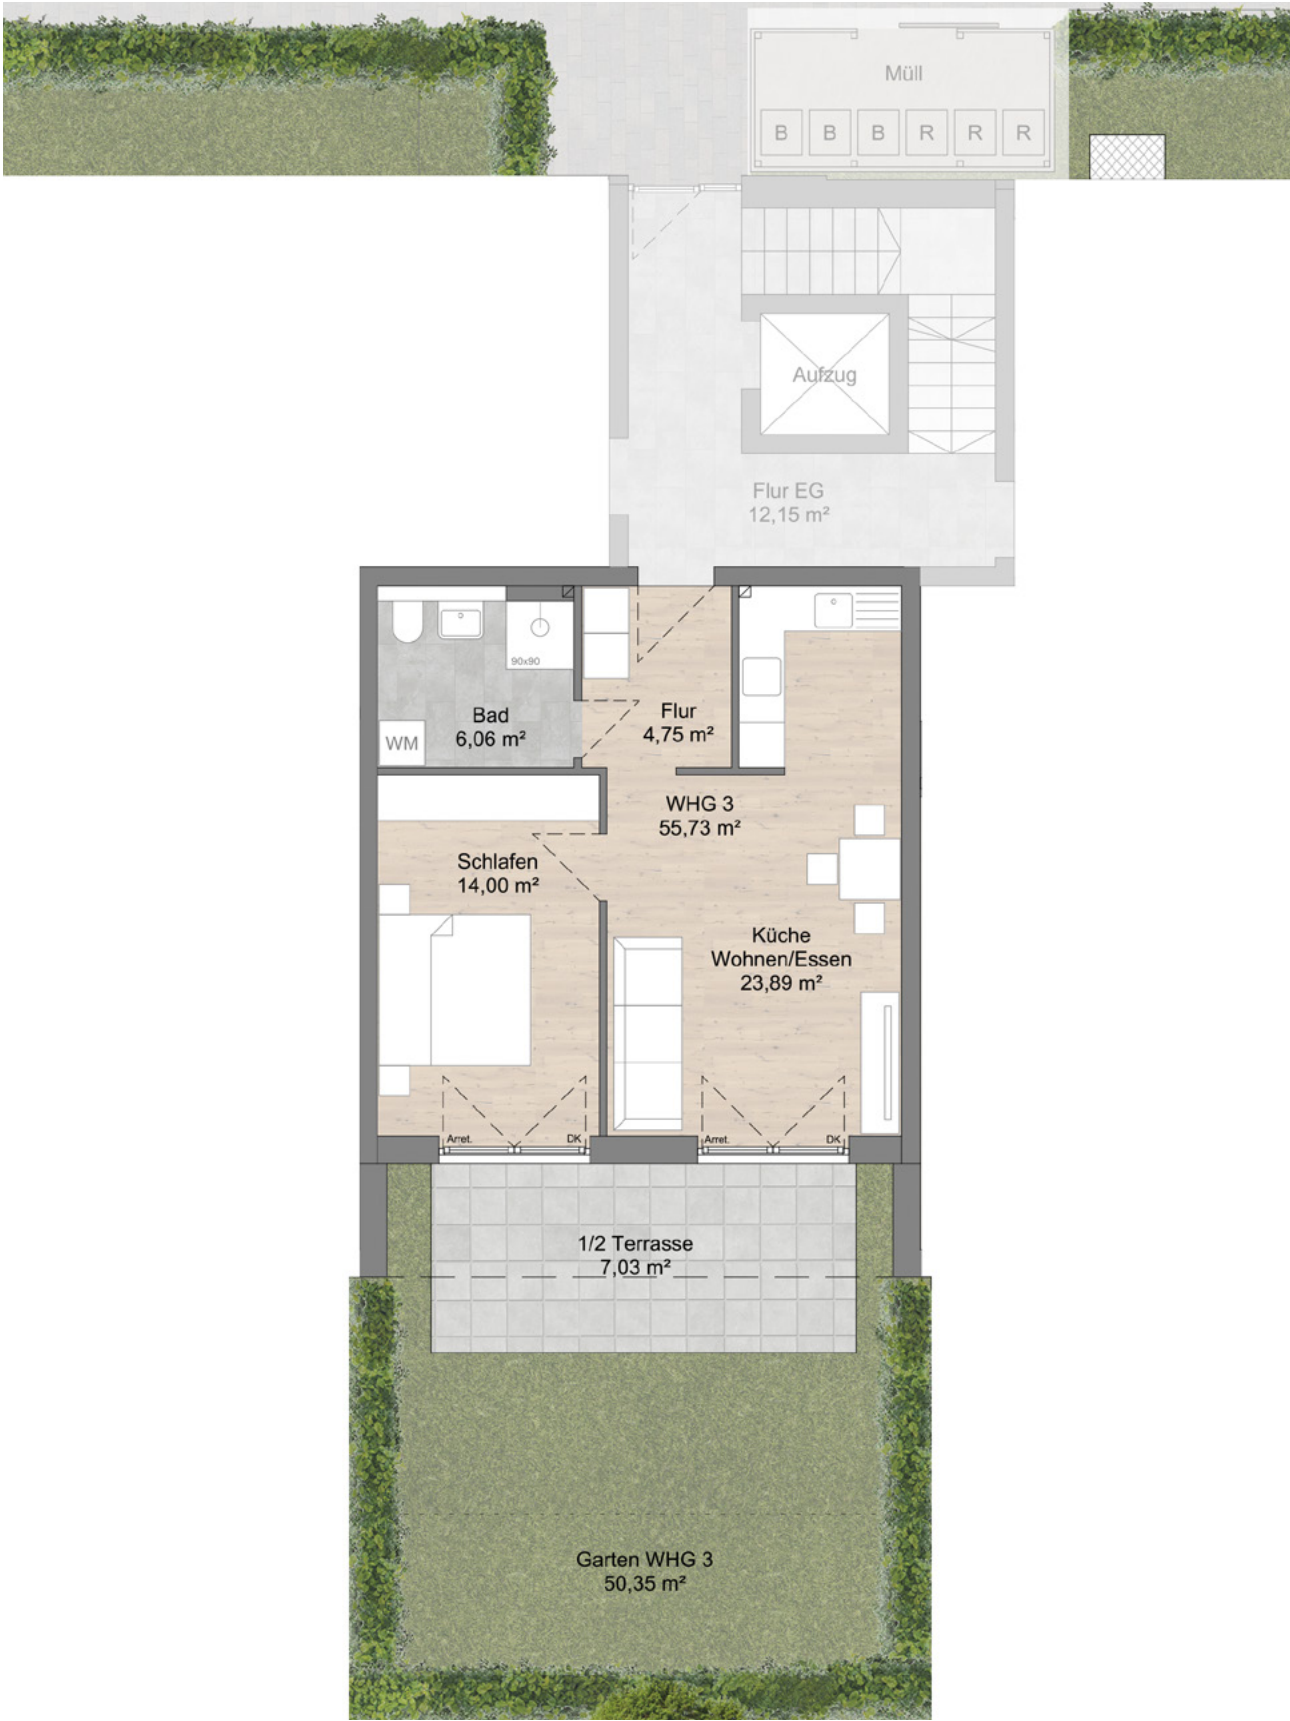 Müll
B B B R R R
Aufzug
Flur EG
12,15 m²
90x90
Bad
6,06 m²
WM
Flur
4,75 m²
WHG 3
55,73 m²
Schlafen
14,00 m²
Küche
Wohnen/Essen
23,89 m²
Arret. DK Arret. DK
1/2 Terrasse
7,03 m²
Garten WHG 3
50,35 m²